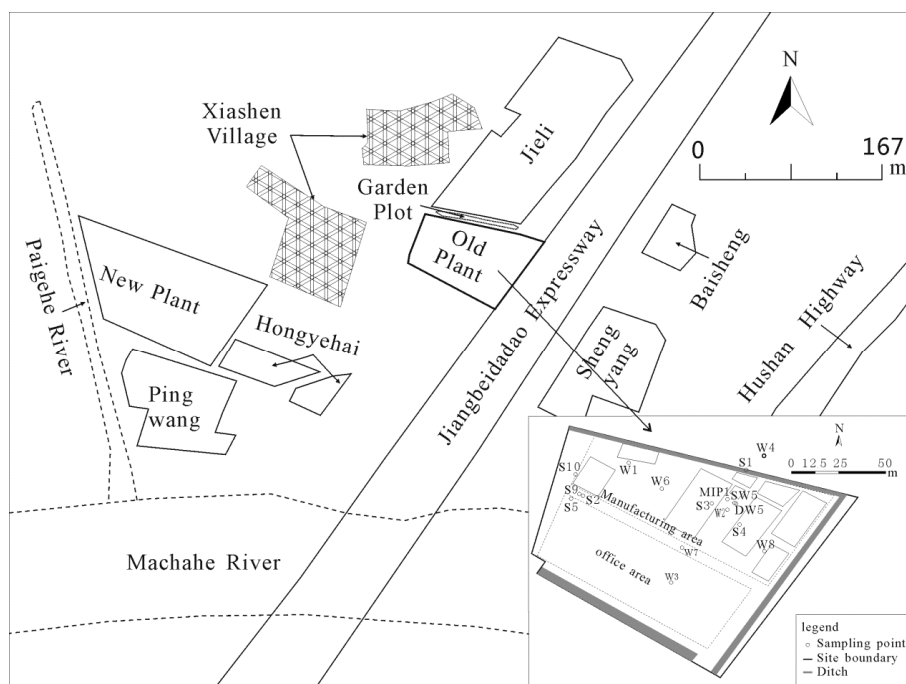 N
0
167
m
Xiashen
Village
Jieli
Garden
Plot
Old
Plant
Paigehe River
New Plant
Hongyehai
Ping
wang
Jiangbeidadao Expressway
Baisheng
Sheng
yang
Hushan Highway
Machahe River
N
0 12.5 25 50
m
W4
S1
S10
W1
W6
S9
S2
S5
MIP1
SW5
S3
W2
DW5
S4
W8
Manufacturing area
W7
office area
W3
legend
Sampling point
Site boundary
Ditch